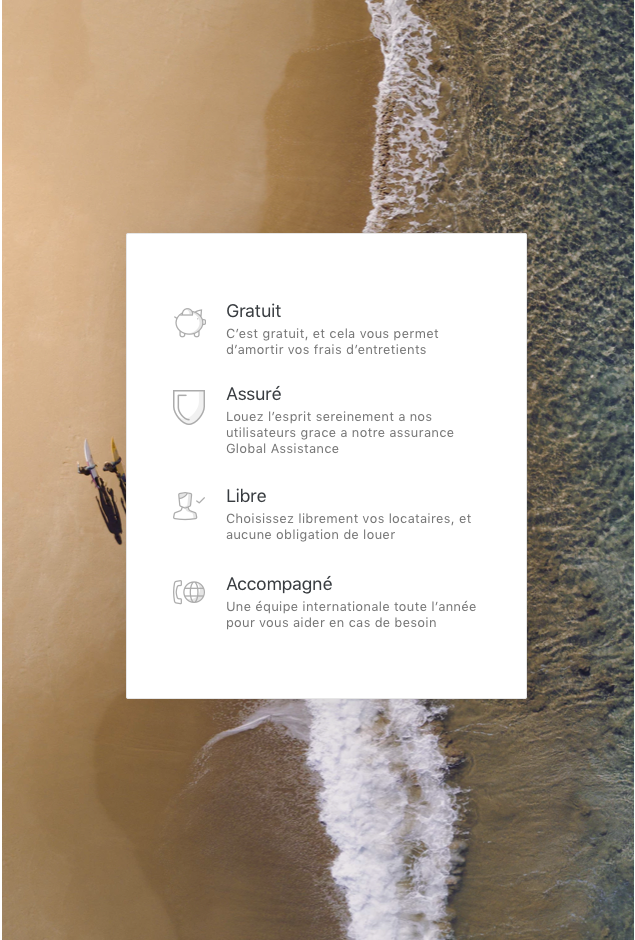 Gratuit
C’est gratuit, et cela vous permet
d’amortir vos frais d’entretients
Assuré
Louez l’esprit sereinement a nos
utilisateurs grace a notre assurance
Global Assistance
Libre
Choisissez librement vos locataires, et
aucune obligation de louer
Accompagné
Une équipe internationale toute l’année
pour vous aider en cas de besoin